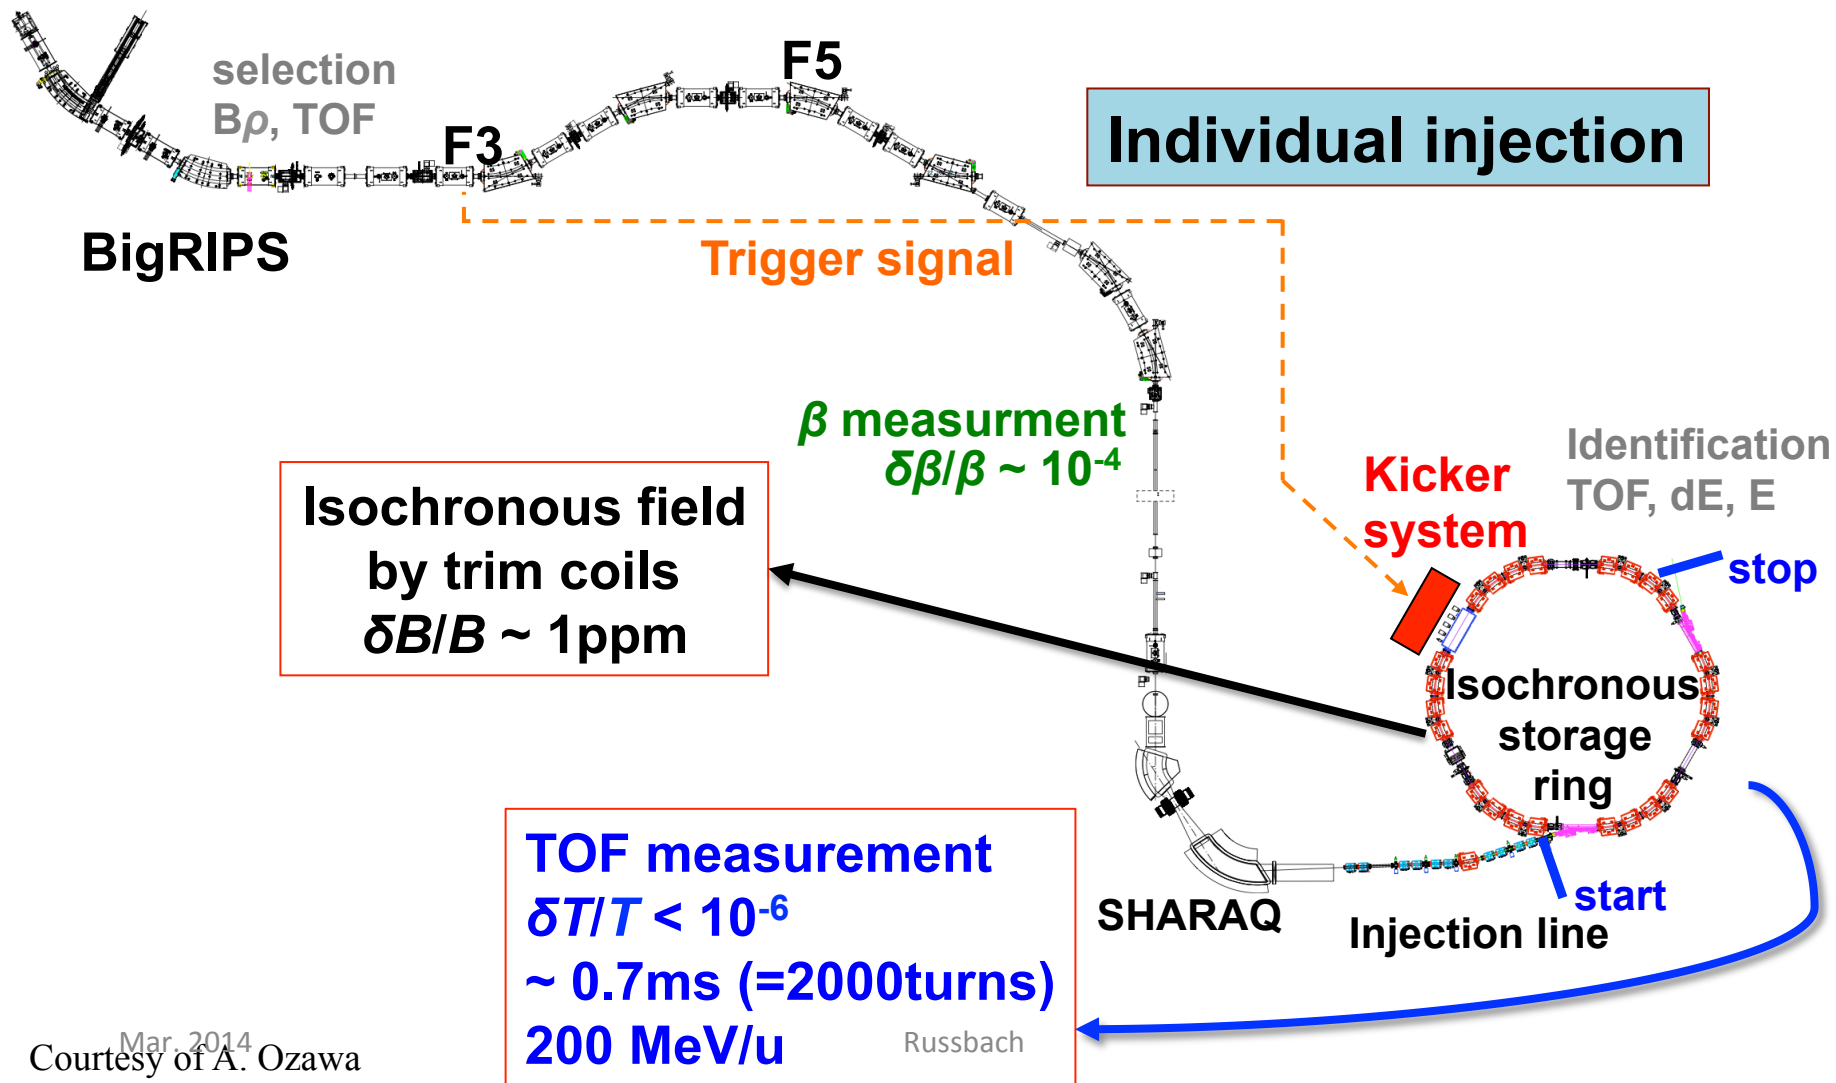 selection
Bρ, TOF
F3
F5
Individual injection
BigRIPS
Trigger signal
β measurment
δβ/β ~ 10⁻⁴
Isochronous field
by trim coils
δB/B ~ 1ppm
Kicker
system
Identification
TOF, dE, E
stop
Isochronous
storage
ring
start
Injection line
SHARAQ
TOF measurement
δT/T < 10⁻⁶
~ 0.7ms (=2000turns)
200 MeV/u
Mar. 2014
Courtesy of A. Ozawa
Russbach